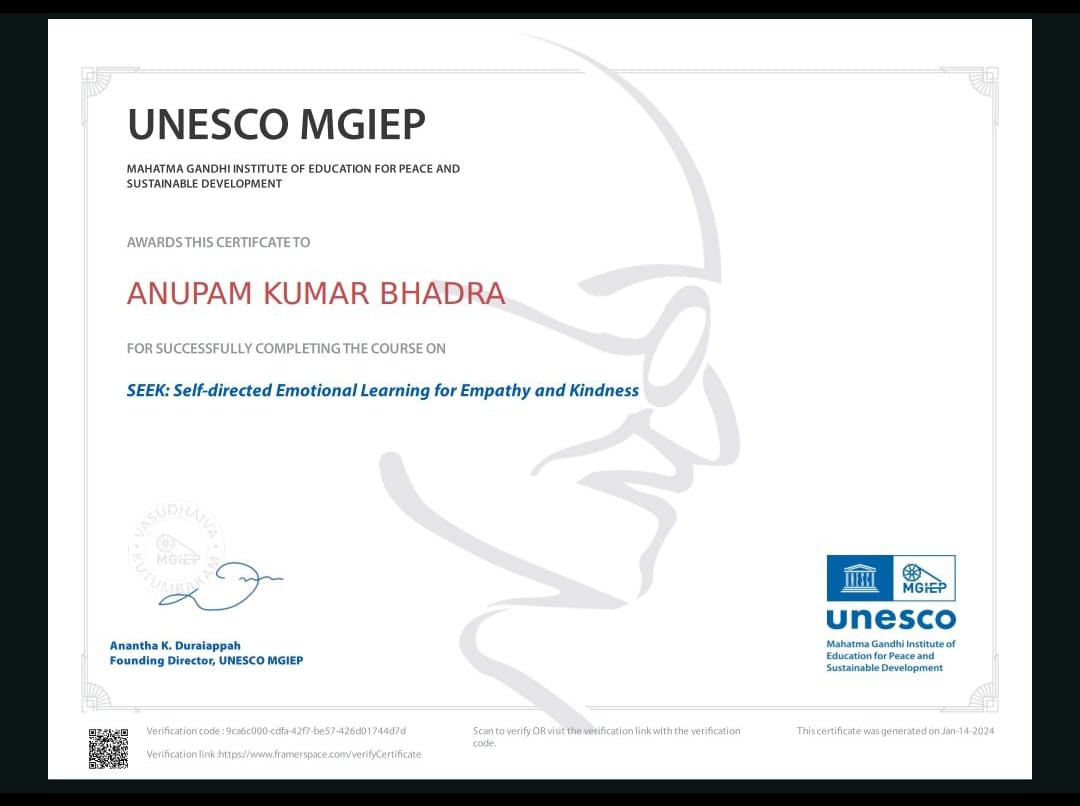 UNESCO MGIEP
MAHATMA GANDHI INSTITUTE OF EDUCATION FOR PEACE AND
SUSTAINABLE DEVELOPMENT
AWARDS THIS CERTIFCATE TO
ANUPAM KUMAR BHADRA
FOR SUCCESSFULLY COMPLETING THE COURSE ON
SEEK: Self-directed Emotional Learning for Empathy and Kindness
VASUDHAIVA
MGIEP
KUTUMBAKAM
Anantha K. Duraiappah
Founding Director, UNESCO MGIEP
MGIEP
unesco
Mahatma Gandhi Institute of
Education for Peace and
Sustainable Development
Verification code : 9ca6c000-cdfa-42f7-be57-426d01744d7d
Verification link :https://www.framerspace.com/verifyCertificate
Scan to verify OR visit the verification link with the verification
code.
This certificate was generated on Jan-14-2024